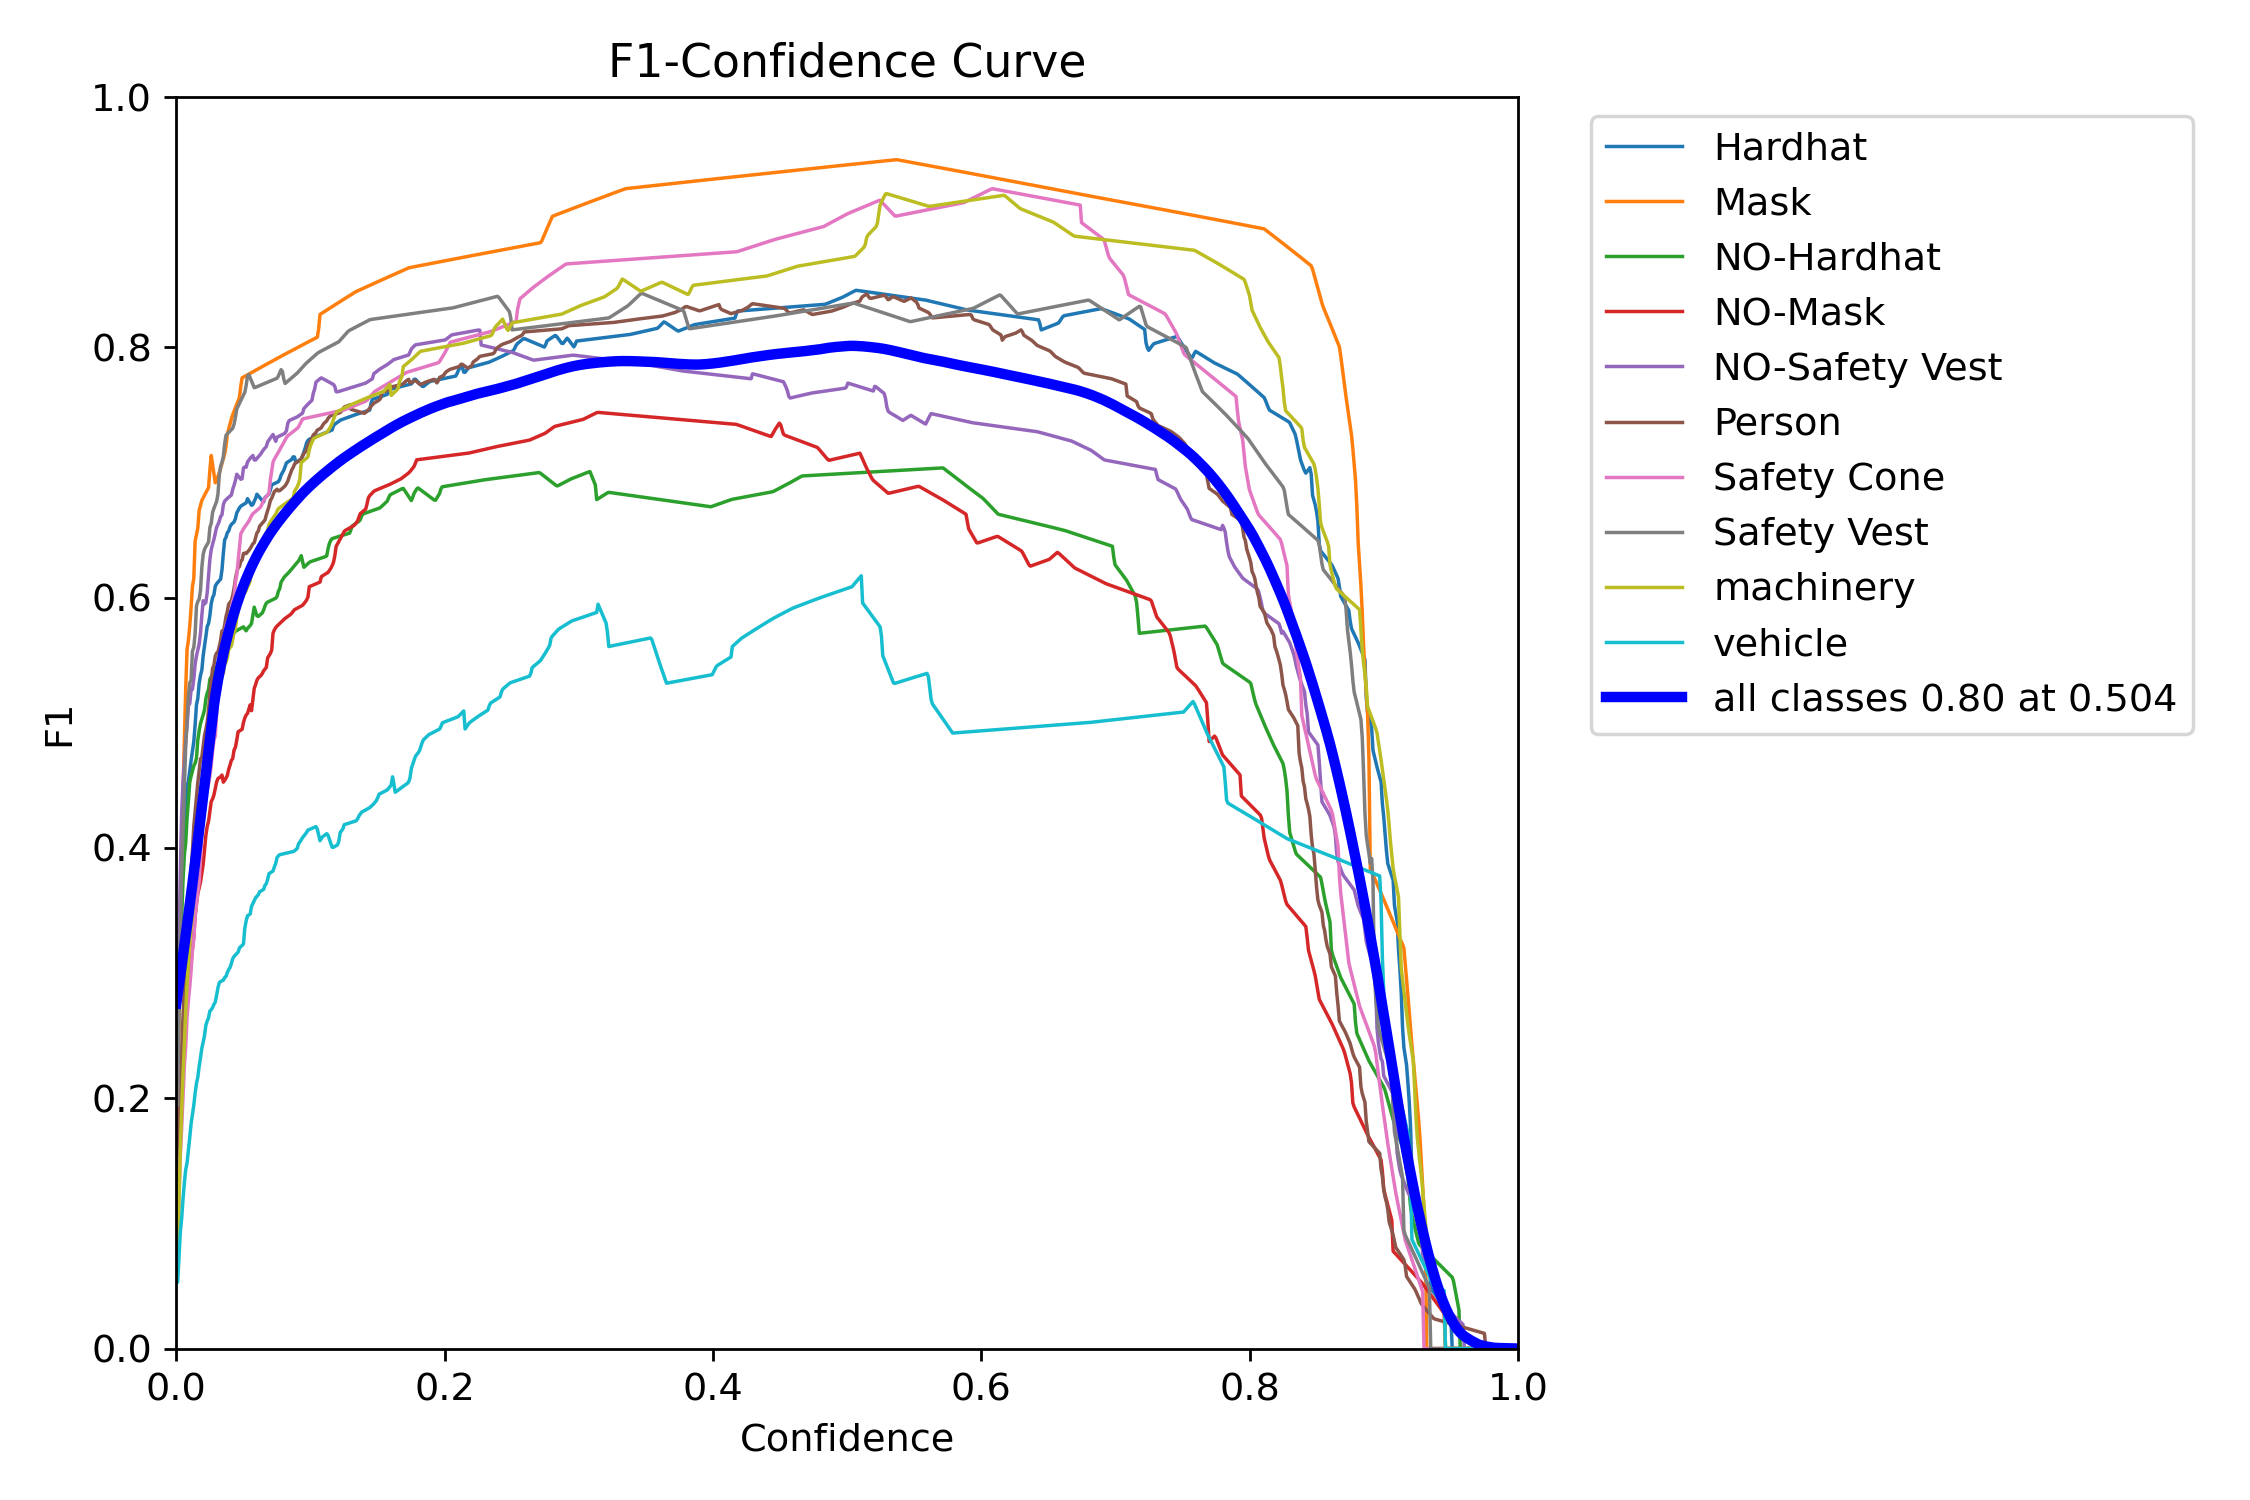 F1-Confidence Curve
1.0
0.8
0.6
0.4
0.2
0.0
F1
0.0 0.2 0.4 0.6 0.8 1.0
Confidence
Hardhat
Mask
NO-Hardhat
NO-Mask
NO-Safety Vest
Person
Safety Cone
Safety Vest
machinery
vehicle
all classes 0.80 at 0.504